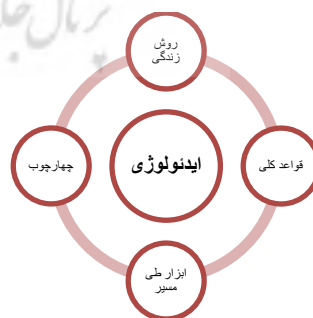 روش
زندگی
قواعد کلی
ایدئولوژی
چهارچوب
ابزار طی
مسیر